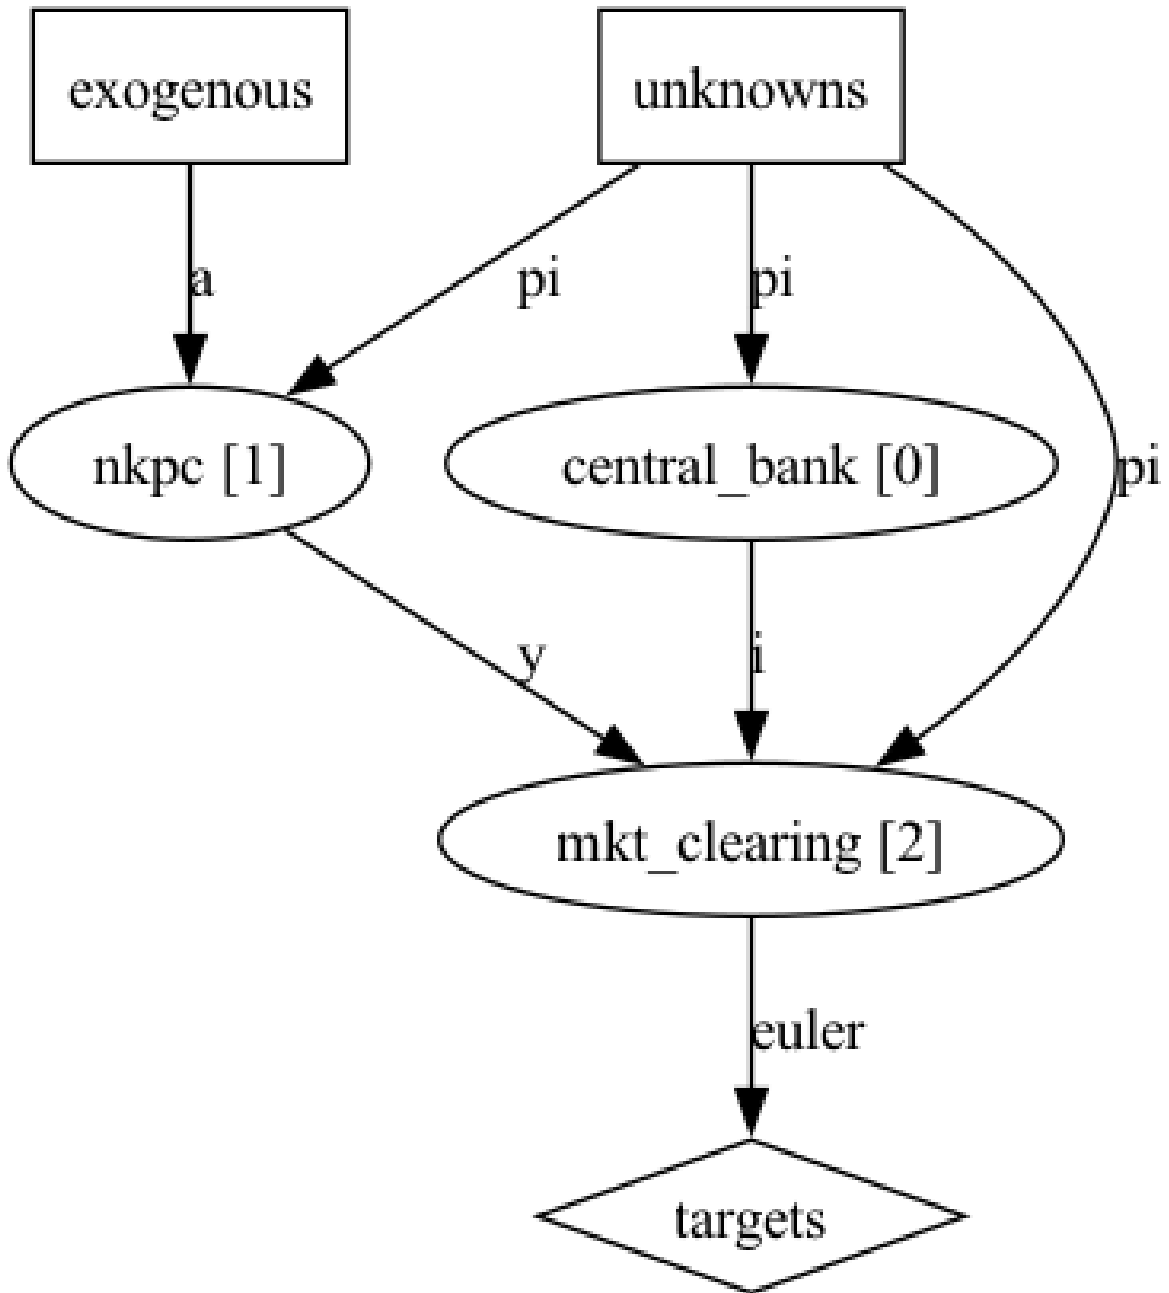 exogenous
unknowns
a
pi
pi
pi
nkpc [1]
central_bank [0]
y
i
mkt_clearing [2]
euler
targets